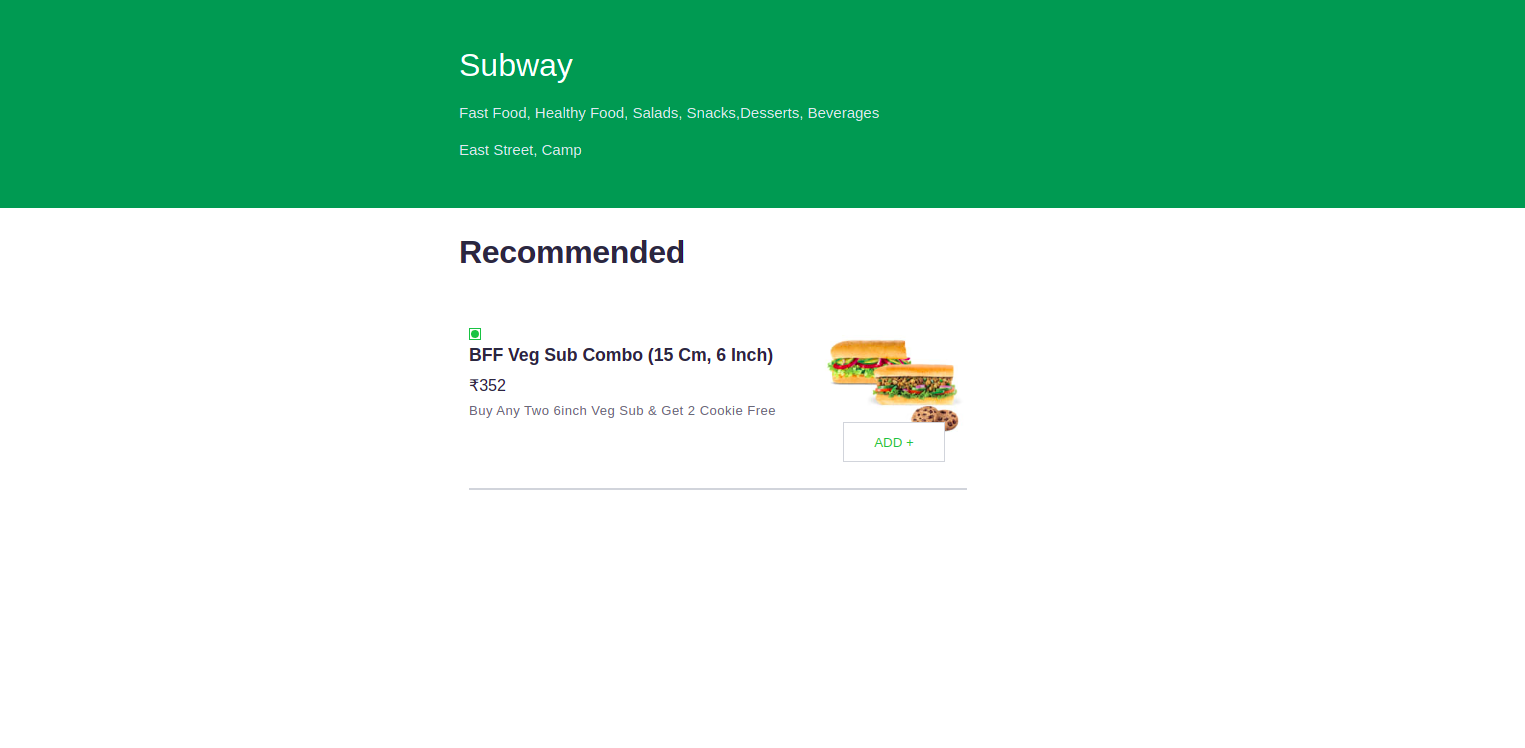 Subway
Fast Food, Healthy Food, Salads, Snacks,Desserts, Beverages
East Street, Camp
Recommended
BFF Veg Sub Combo (15 Cm, 6 Inch)
₹352
Buy Any Two 6inch Veg Sub & Get 2 Cookie Free
ADD +